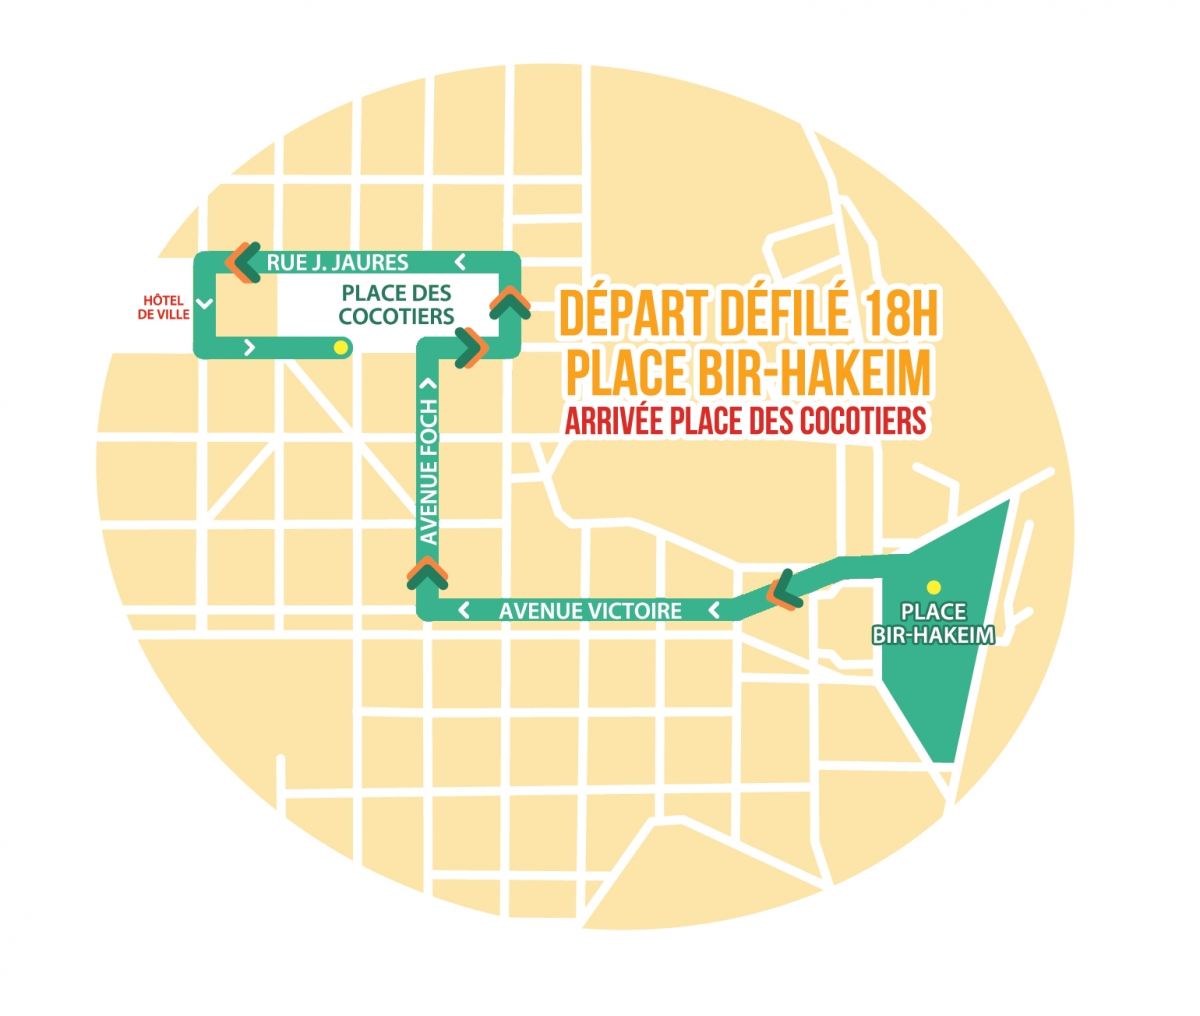 RUE J. JAURES
HÔTEL
DE VILLE
PLACE DES
COCOTIERS
DÉPART DÉFILÉ 18H
PLACE BIR-HAKEIM
ARRIVÉE PLACE DES COCOTIERS
AVENUE FOCH
AVENUE VICTOIRE
PLACE
BIR-HAKEIM